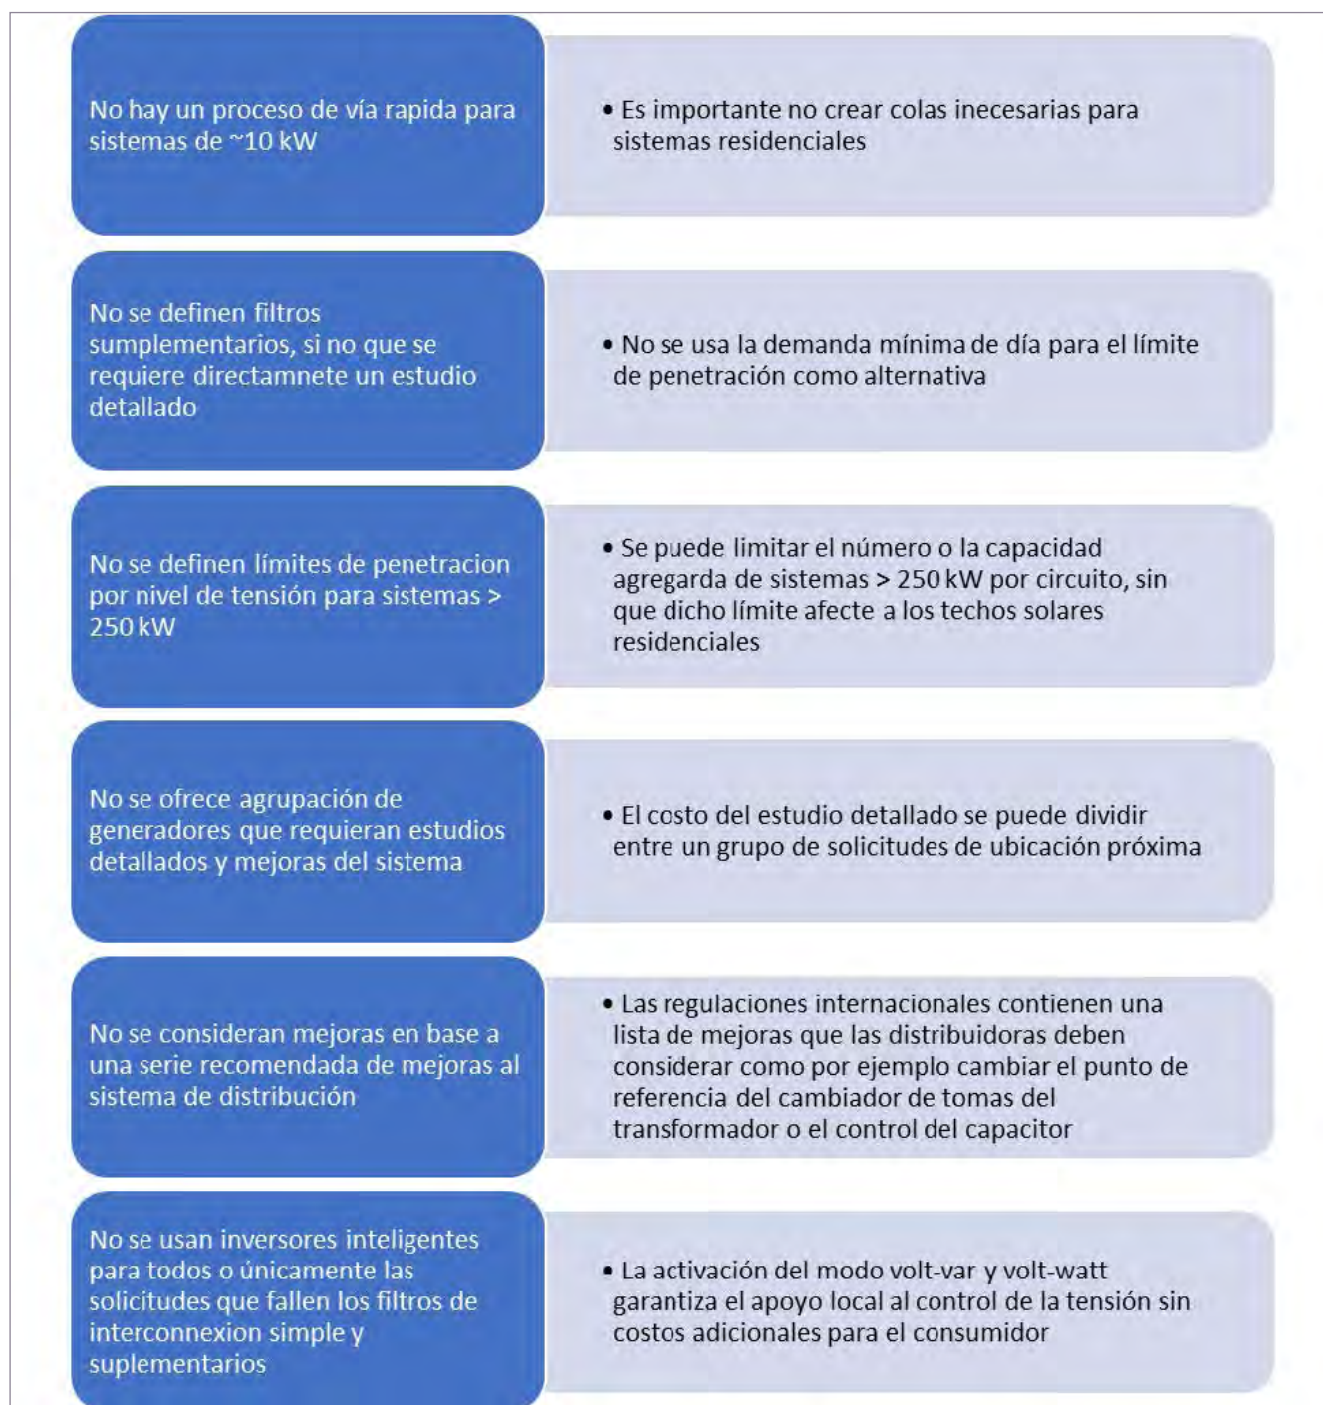 No hay un proceso de vía rapida para
sistemas de ~10 kW
• Es importante no crear colas inecesarias para
sistemas residenciales
No se definen filtros
sumplementarios, si no que se
requiere directamnete un estudio
detallado
• No se usa la demanda mínima de día para el límite
de penetración como alternativa
No se definen límites de penetracion
por nivel de tensión para sistemas >
250 kW
• Se puede limitar el número o la capacidad
agregarda de sistemas > 250 kW por circuito, sin
que dicho límite afecte a los techos solares
residenciales
No se ofrece agrupación de
generadores que requieran estudios
detallados y mejoras del sistema
• El costo del estudio detallado se puede dividir
entre un grupo de solicitudes de ubicación próxima
No se consideran mejoras en base a
una serie recomendada de mejoras al
sistema de distribución
• Las regulaciones internacionales contienen una
lista de mejoras que las distribuidoras deben
considerar como por ejemplo cambiar el punto de
referencia del cambiador de tomas del
transformador o el control del capacitor
No se usan inversores inteligentes
para todos o únicamente las
solicitudes que fallen los filtros de
interconnexion simple y
suplementarios
• La activación del modo volt-var y volt-watt
garantiza el apoyo local al control de la tensión sin
costos adicionales para el consumidor